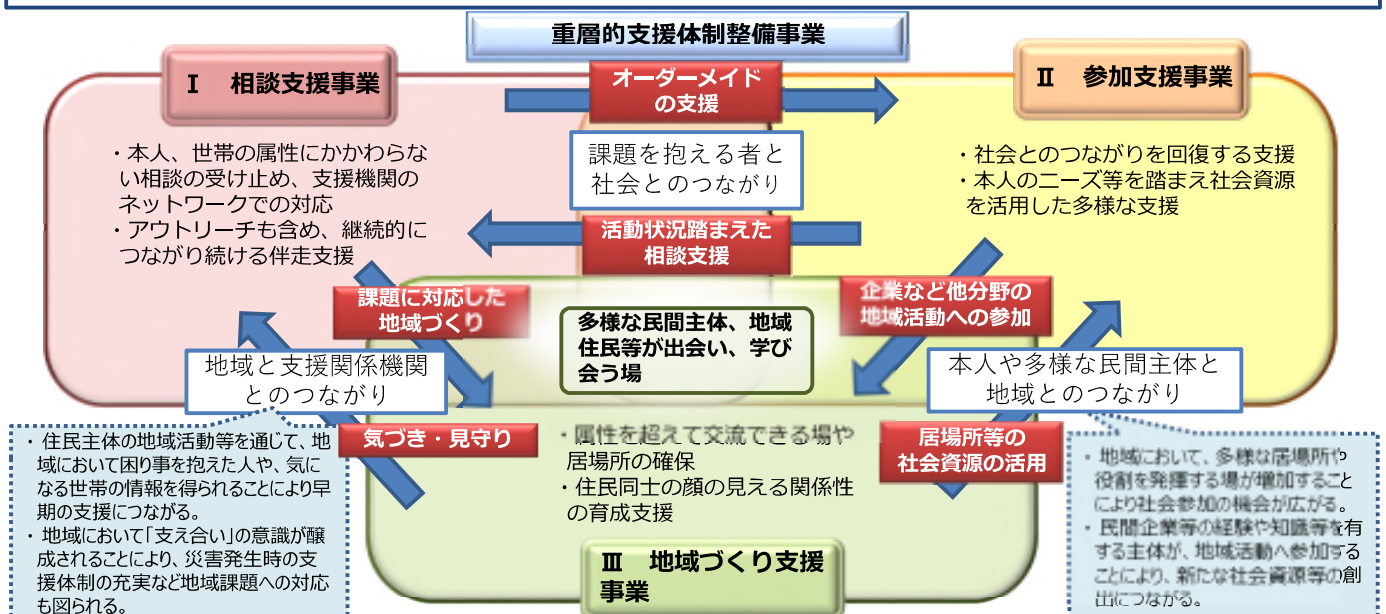 重層的支援体制整備事業
Ⅰ　相談支援事業
・本人、世帯の属性にかかわらな
い相談の受け止め、支援機関の
ネットワークでの対応
・アウトリーチも含め、継続的に
つながり続ける伴走支援
オーダーメイド
の支援
課題を抱える者と
社会とのつながり
活動状況踏まえた
相談支援
Ⅱ　参加支援事業
・社会とのつながりを回復する支援
・本人のニーズ等を踏まえ社会資源
を活用した多様な支援
課題に対応した
地域づくり
多様な民間主体、地域
住民等が出会い、学び
会う場
企業など他分野の
地域活動への参加
地域と支援関係機関
とのつながり
本人や多様な民間主体と
地域とのつながり
気づき・見守り
居場所等の
社会資源の活用
・属性を超えて交流できる場や
居場所の確保
・住民同士の顔の見える関係性
の育成支援
Ⅲ　地域づくり支援
事業
・住民主体の地域活動等を通じて、地
域において困り事を抱えた人や、気に
なる世帯の情報を得られることにより早
期の支援につながる。
・地域において「支え合い」の意識が醸
成されることにより、災害発生時の支
援体制の充実など地域課題への対応
も図られる。
・地域において、多様な居場所や
役割を発揮する場が増加すること
により社会参加の機会が広がる。
・民間企業等の経験や知識等を有
する主体が、地域活動へ参加する
ことにより、新たな社会資源等の創
出につながる。